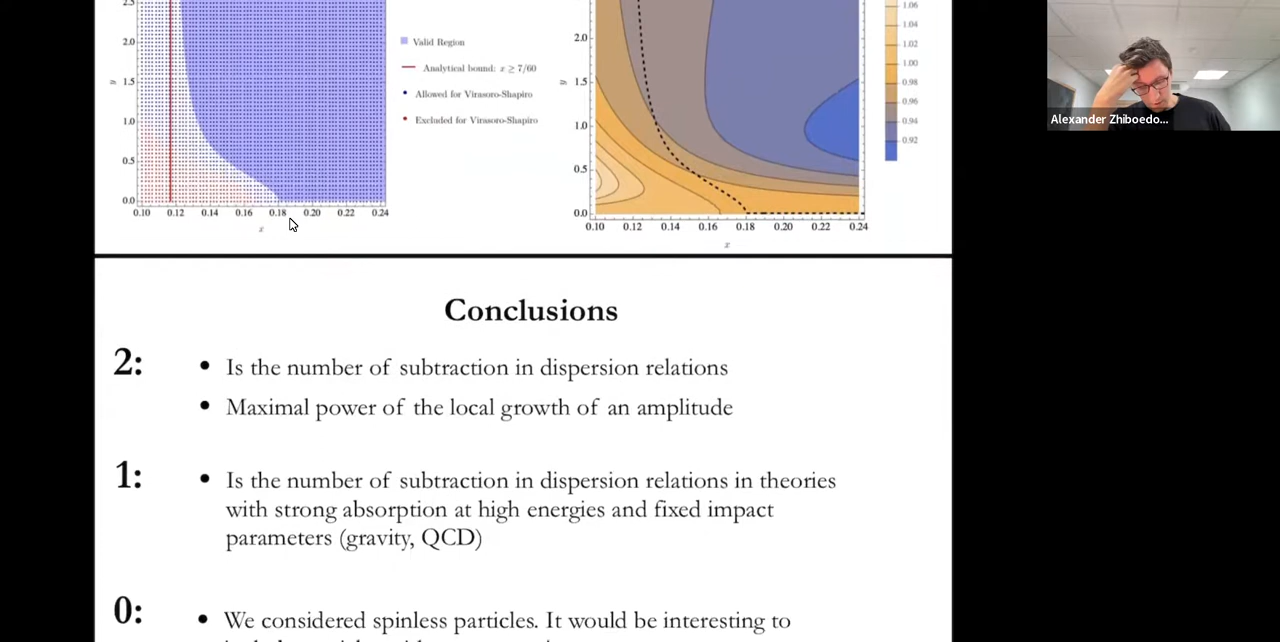 2.5
2.0
1.5
1.0
0.5
0.0
y
0.10 0.12 0.14 0.16 0.18 0.20 0.22 0.24
x
Valid Region
Analytical bound: x ≥ 7/60
Allowed for Virasoro-Shapiro
Excluded for Virasoro-Shapiro
2.0
1.5
1.0
0.5
0.0
y
0.10 0.12 0.14 0.16 0.18 0.20 0.22 0.24
x
1.06
1.04
1.02
1.00
0.98
0.96
0.94
0.92
Alexander Zhiboedo...
Conclusions
2:
• Is the number of subtraction in dispersion relations
• Maximal power of the local growth of an amplitude
1:
• Is the number of subtraction in dispersion relations in theories
with strong absorption at high energies and fixed impact
parameters (gravity, QCD)
0:
• We considered spinless particles. It would be interesting to